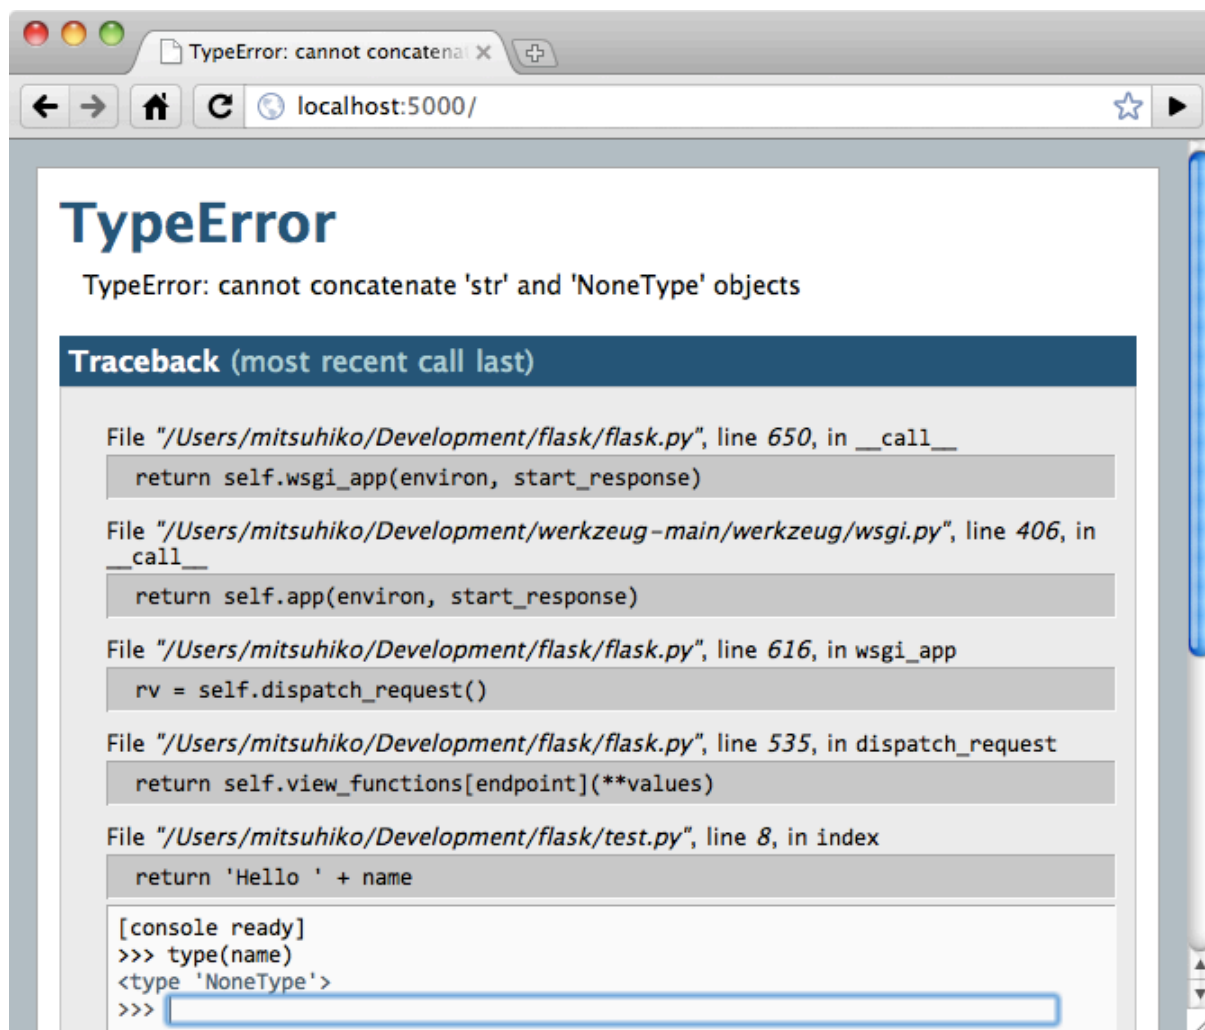 TypeError: cannot concatenat
localhost:5000/
TypeError
TypeError: cannot concatenate 'str' and 'NoneType' objects
Traceback (most recent call last)
File "/Users/mitsuhiko/Development/flask/flask.py", line 650, in __call__
return self.wsgi_app(environ, start_response)
File "/Users/mitsuhiko/Development/werkzeug-main/werkzeug/wsgi.py", line 406, in
__call__
return self.app(environ, start_response)
File "/Users/mitsuhiko/Development/flask/flask.py", line 616, in wsgi_app
rv = self.dispatch_request()
File "/Users/mitsuhiko/Development/flask/flask.py", line 535, in dispatch_request
return self.view_functions[endpoint](**values)
File "/Users/mitsuhiko/Development/flask/test.py", line 8, in index
return 'Hello ' + name
[console ready]
>>> type(name)
<type 'NoneType'>
>>>